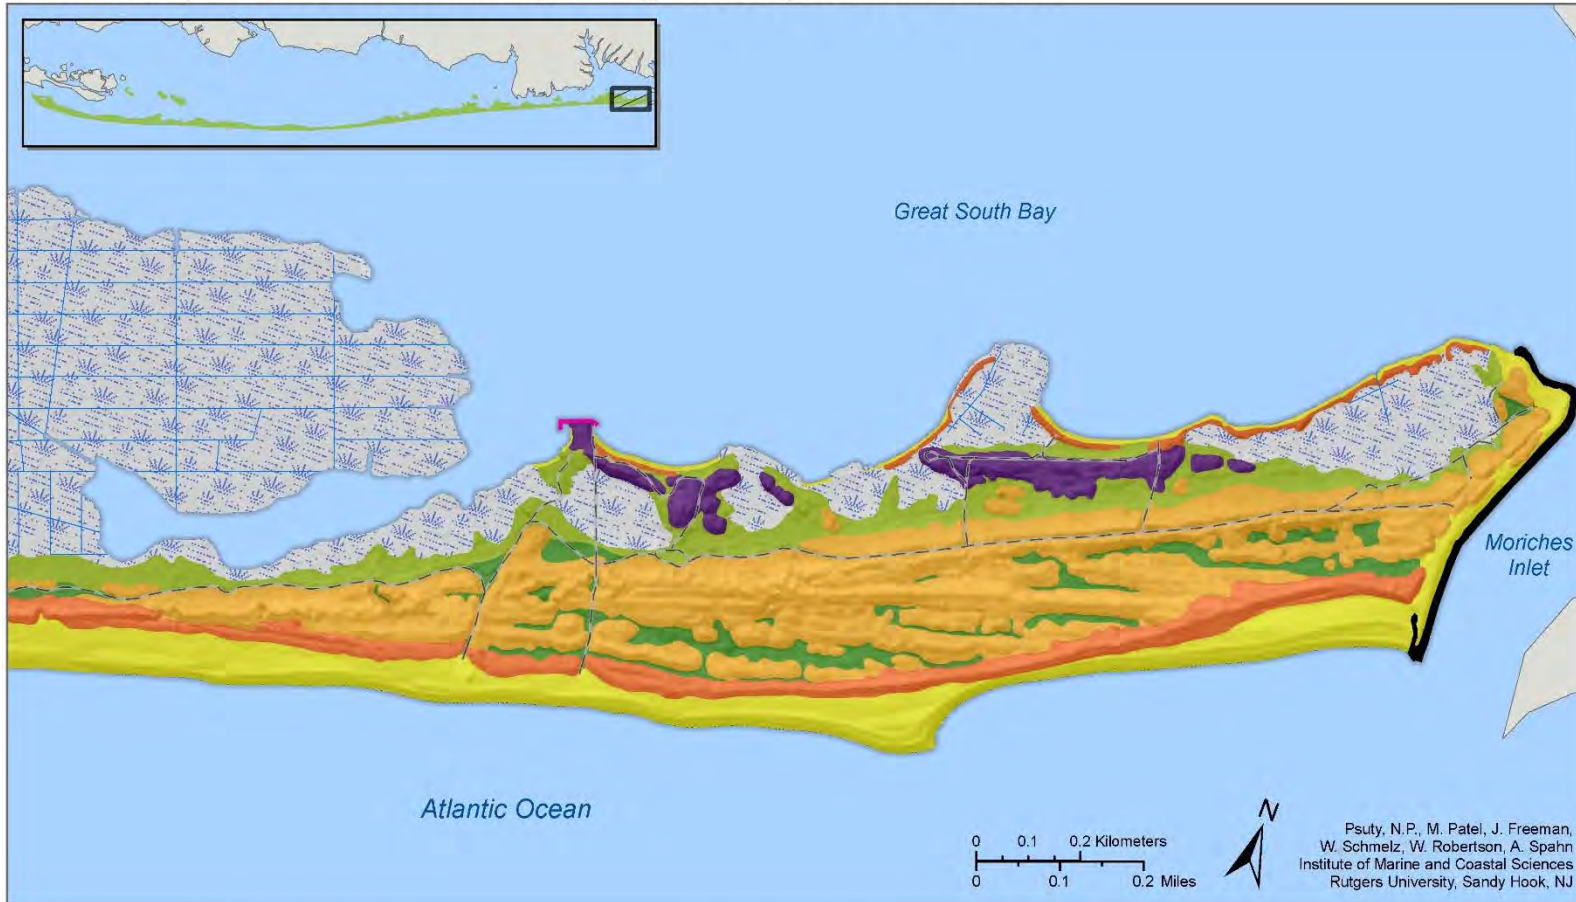 Great South Bay
Moriches
Inlet
Atlantic Ocean
0 0.1 0.2 Kilometers
0 0.1 0.2 Miles
N
Psuty, N.P., M. Patel, J. Freeman,
W. Schmelz, W. Robertson, A. Spahn
Institute of Marine and Coastal Sciences
Rutgers University, Sandy Hook, NJ